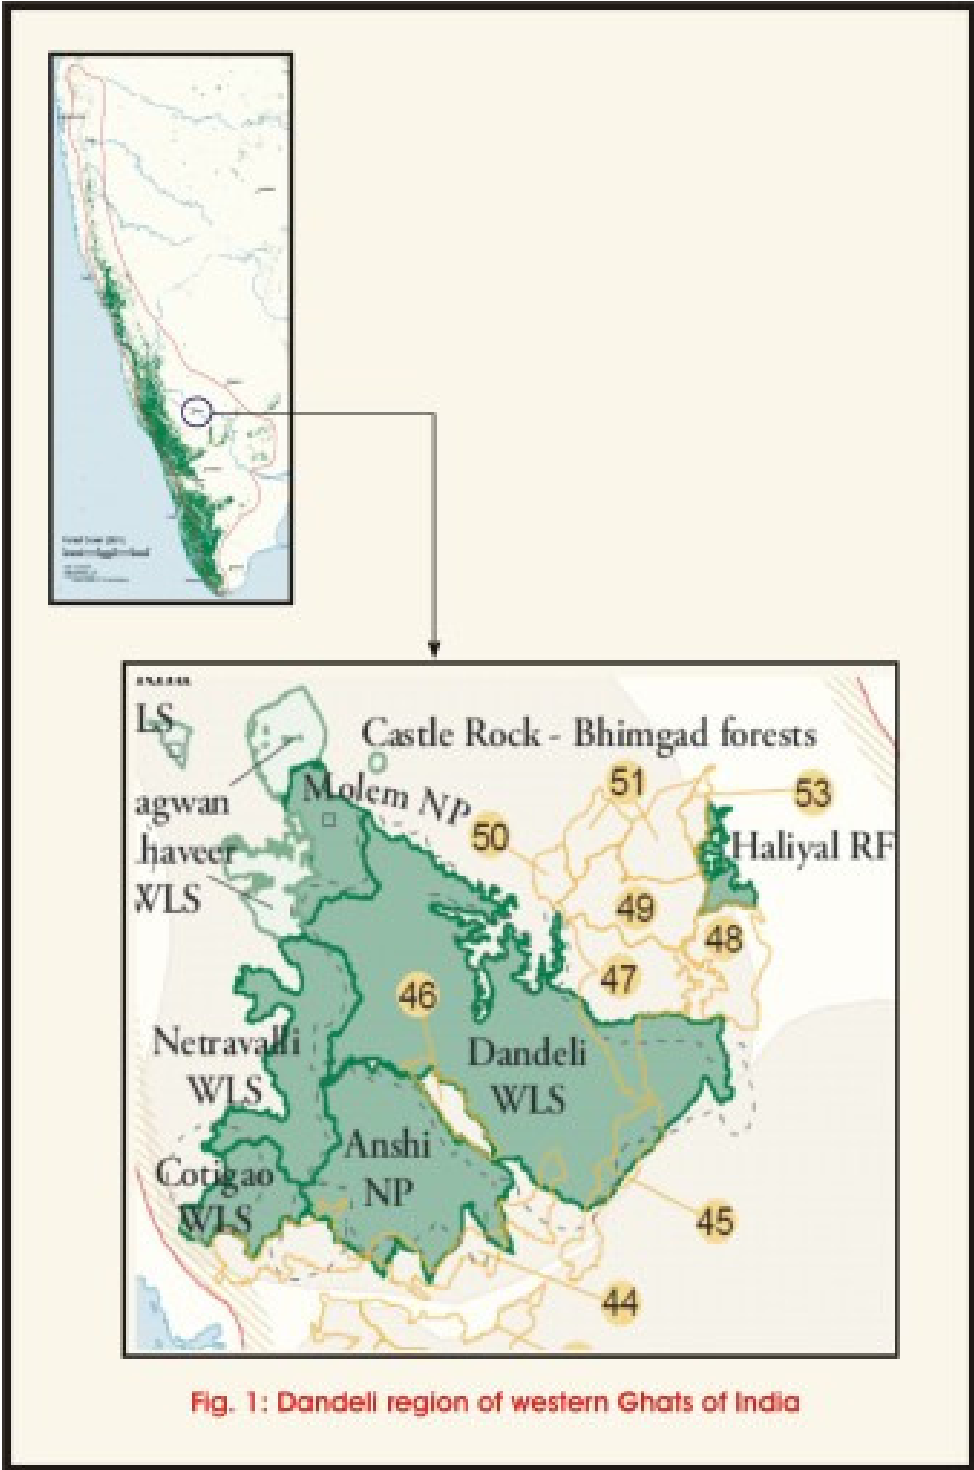 LS
Castle Rock - Bhimgad forests
Molem NP
51
53
agwan
50
haveer
Haliyal RF
WLS
49
48
47
46
Netravalli
WLS
Dandeli
WLS
Anshi
NP
Cotigao
WLS
45
44
Fig. 1: Dandeli region of western Ghats of India